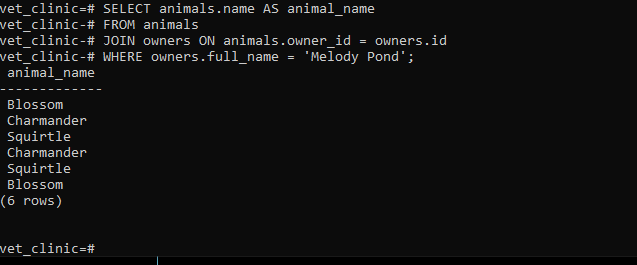 vet_clinic=# SELECT animals.name AS animal_name
vet_clinic-# FROM animals
vet_clinic-# JOIN owners ON animals.owner_id = owners.id
vet_clinic-# WHERE owners.full_name = 'Melody Pond';
 animal_name
-------------
 Blossom
 Charmander
 Squirtle
 Charmander
 Squirtle
 Blossom
(6 rows)
vet_clinic=#